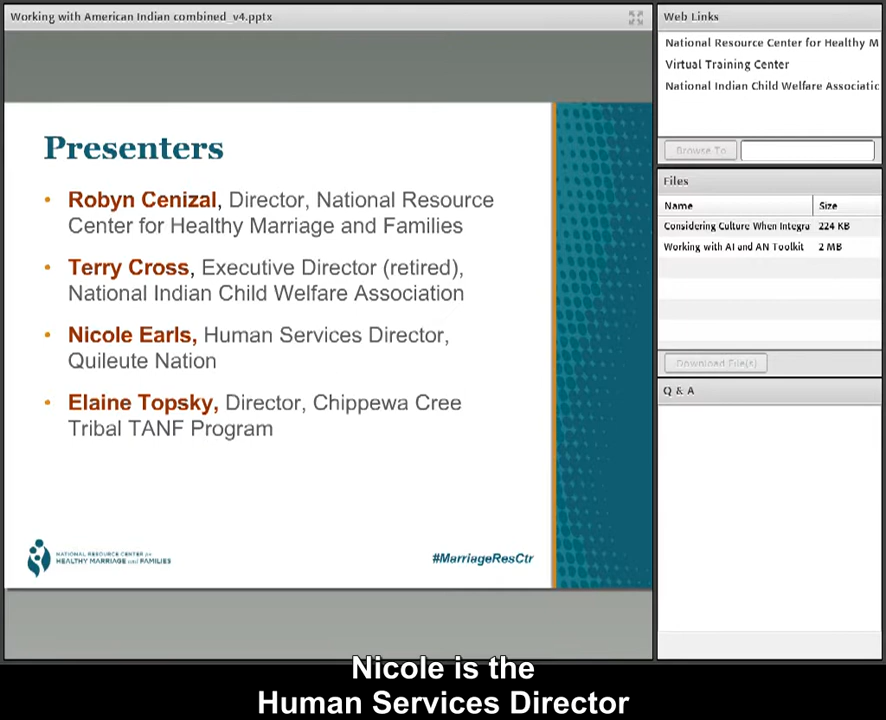 Working with American Indian combined_v4.pptx
Presenters
• Robyn Cenizal, Director, National Resource
Center for Healthy Marriage and Families
• Terry Cross, Executive Director (retired),
National Indian Child Welfare Association
• Nicole Earls, Human Services Director,
Quileute Nation
• Elaine Topsky, Director, Chippewa Cree
Tribal TANF Program
NATIONAL RESOURCE CENTER for
HEALTHY MARRIAGE and FAMILIES
#MarriageResCtr
Web Links
National Resource Center for Healthy M
Virtual Training Center
National Indian Child Welfare Associatic
Browse To
Files
Name Size
Considering Culture When Integra 224 KB
Working with AI and AN Toolkit 2 MB
Download File(s)
Q & A
Nicole is the
Human Services Director